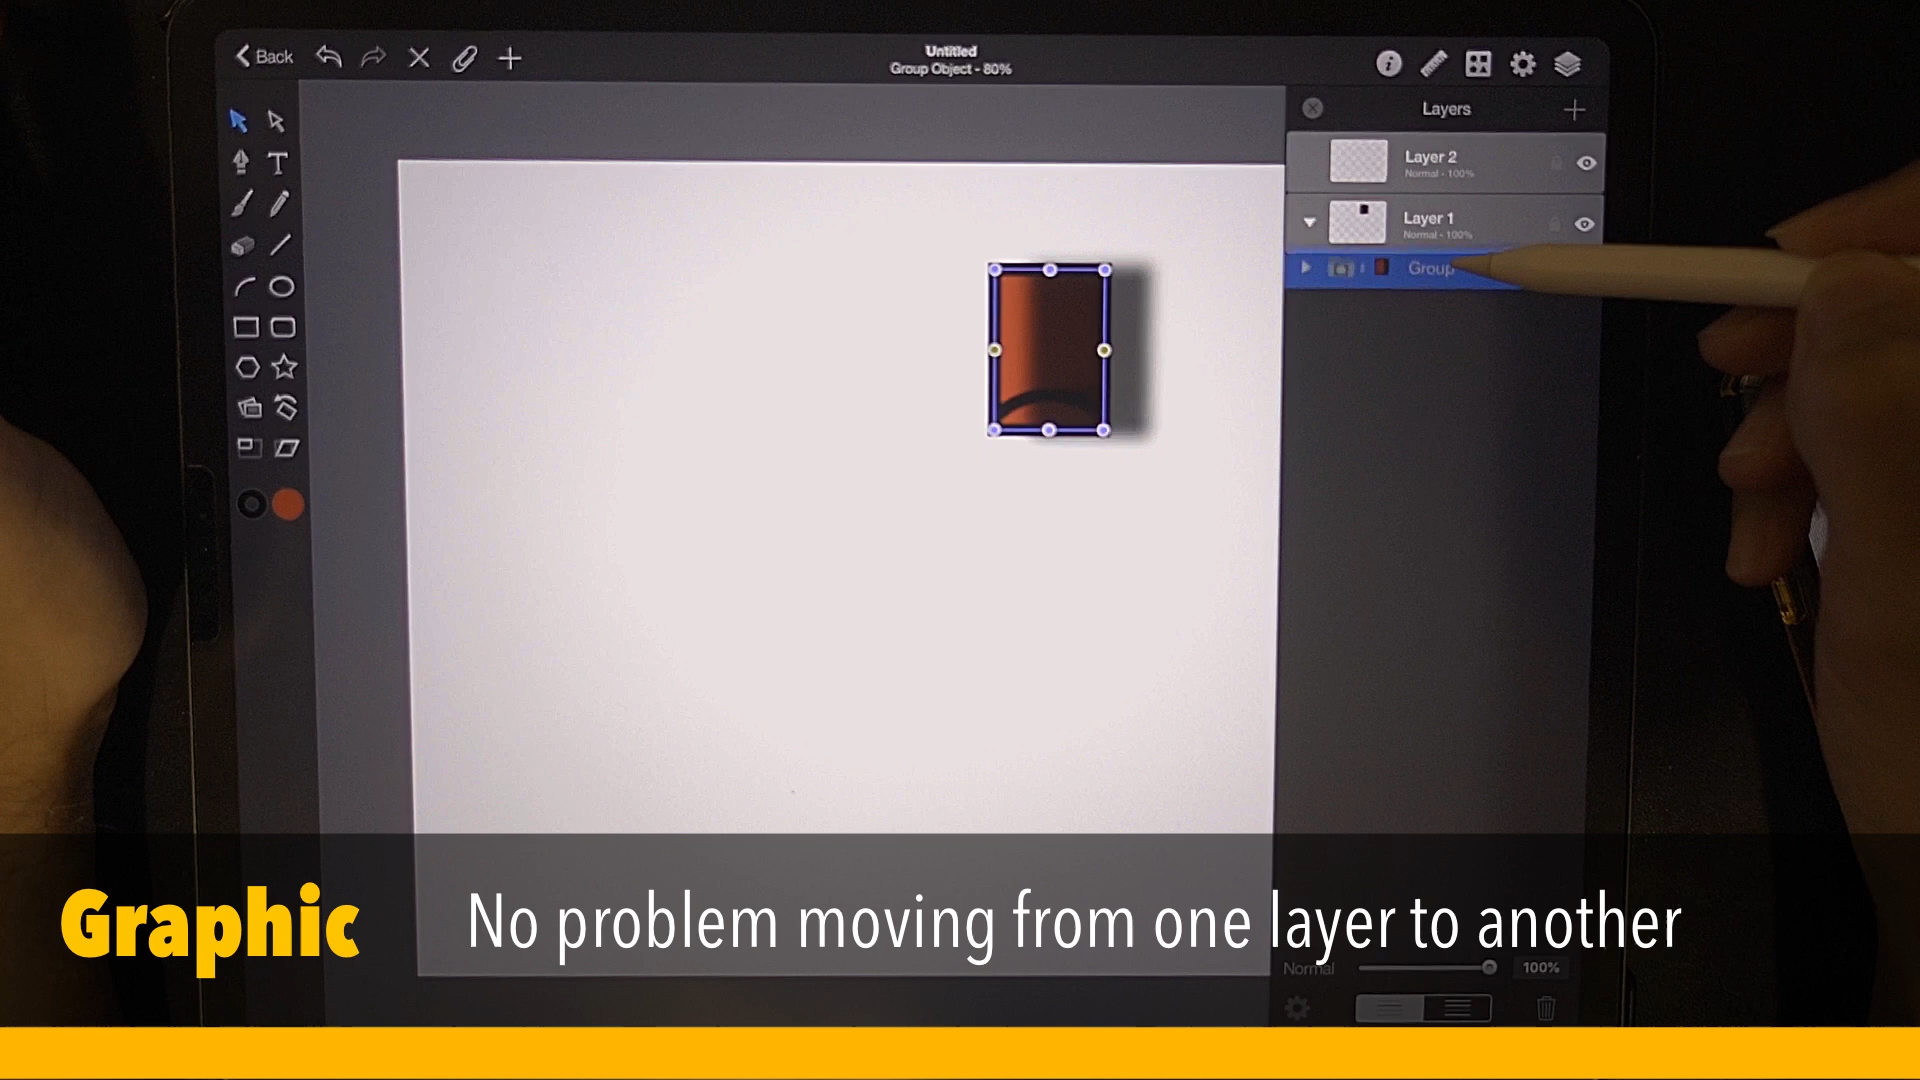 Back
Untitled
Group Object - 80%
Layers
Layer 2
Normal - 100%
Layer 1
Normal - 100%
Group
T
Graphic
No problem moving from one layer to another
Normal
100%